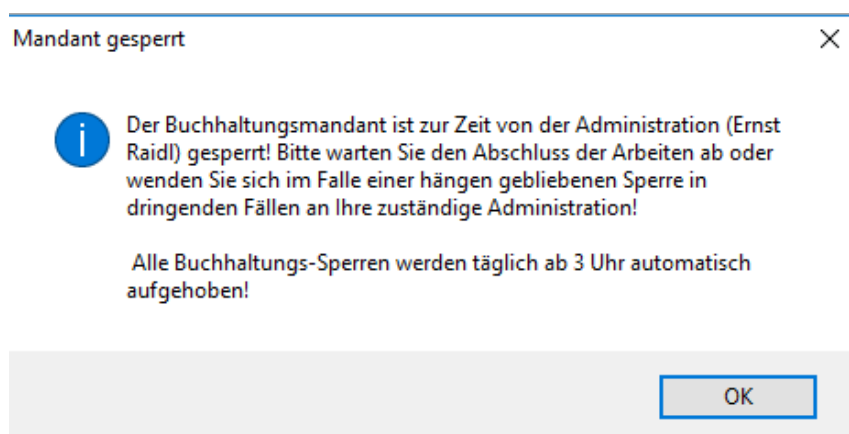 Mandant gesperrt
Der Buchhaltungsmandant ist zur Zeit von der Administration (Ernst
Raidl) gesperrt! Bitte warten Sie den Abschluss der Arbeiten ab oder
wenden Sie sich im Falle einer hängen gebliebenen Sperre in
dringenden Fällen an Ihre zuständige Administration!
Alle Buchhaltungs-Sperren werden täglich ab 3 Uhr automatisch
aufgehoben!
OK